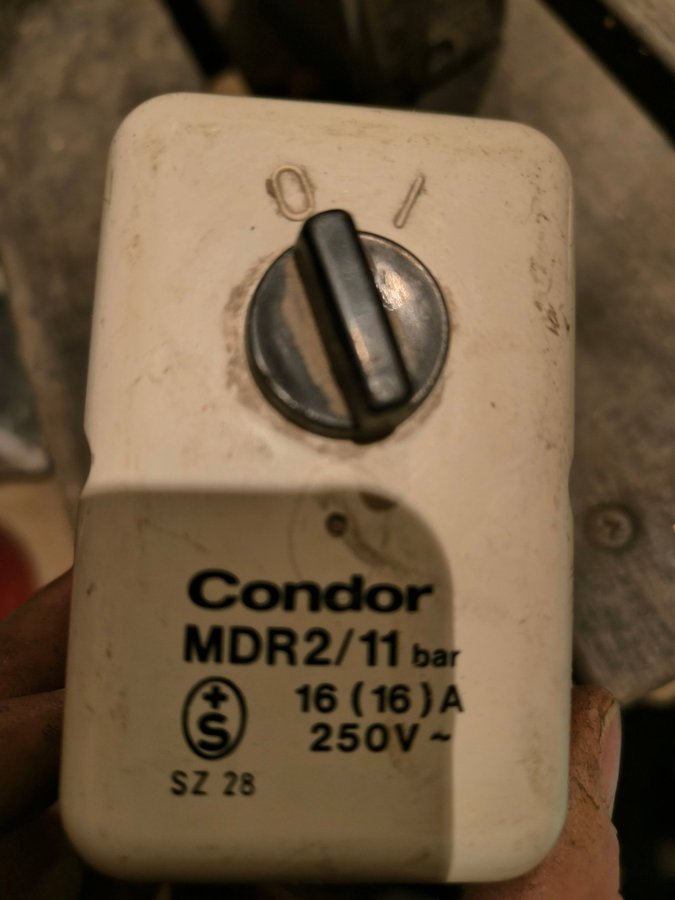 0 I
Condor
MDR2/11 bar
16 (16) A
+S 250V ~
SZ 28